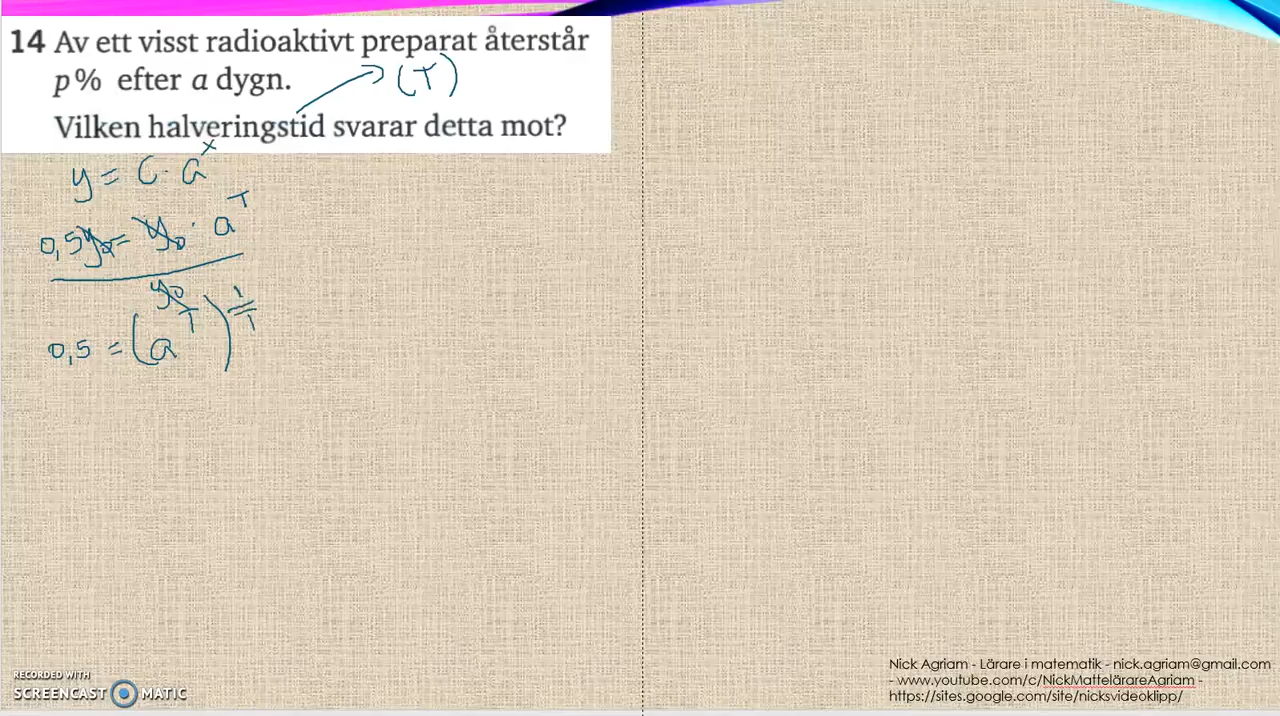 14 Av ett visst radioaktivt preparat återstår
p% efter a dygn.
(T)
Vilken halveringstid svarar detta mot?
y = C · a^x
0,5y₀ = y₀ · a^T
y₀
0,5 = (a^T)^(1/T)
RECORDED WITH
SCREENCAST MATIC
Nick Agriam - Lärare i matematik - nick.agriam@gmail.com
- www.youtube.com/c/NickMattelärareAgriam -
https://sites.google.com/site/nicksvideoklipp/